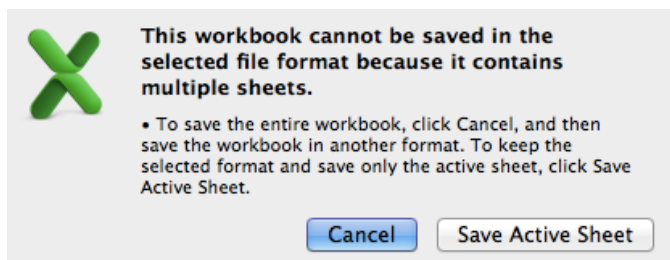 This workbook cannot be saved in the
selected file format because it contains
multiple sheets.
• To save the entire workbook, click Cancel, and then
save the workbook in another format. To keep the
selected format and save only the active sheet, click Save
Active Sheet.
Cancel
Save Active Sheet